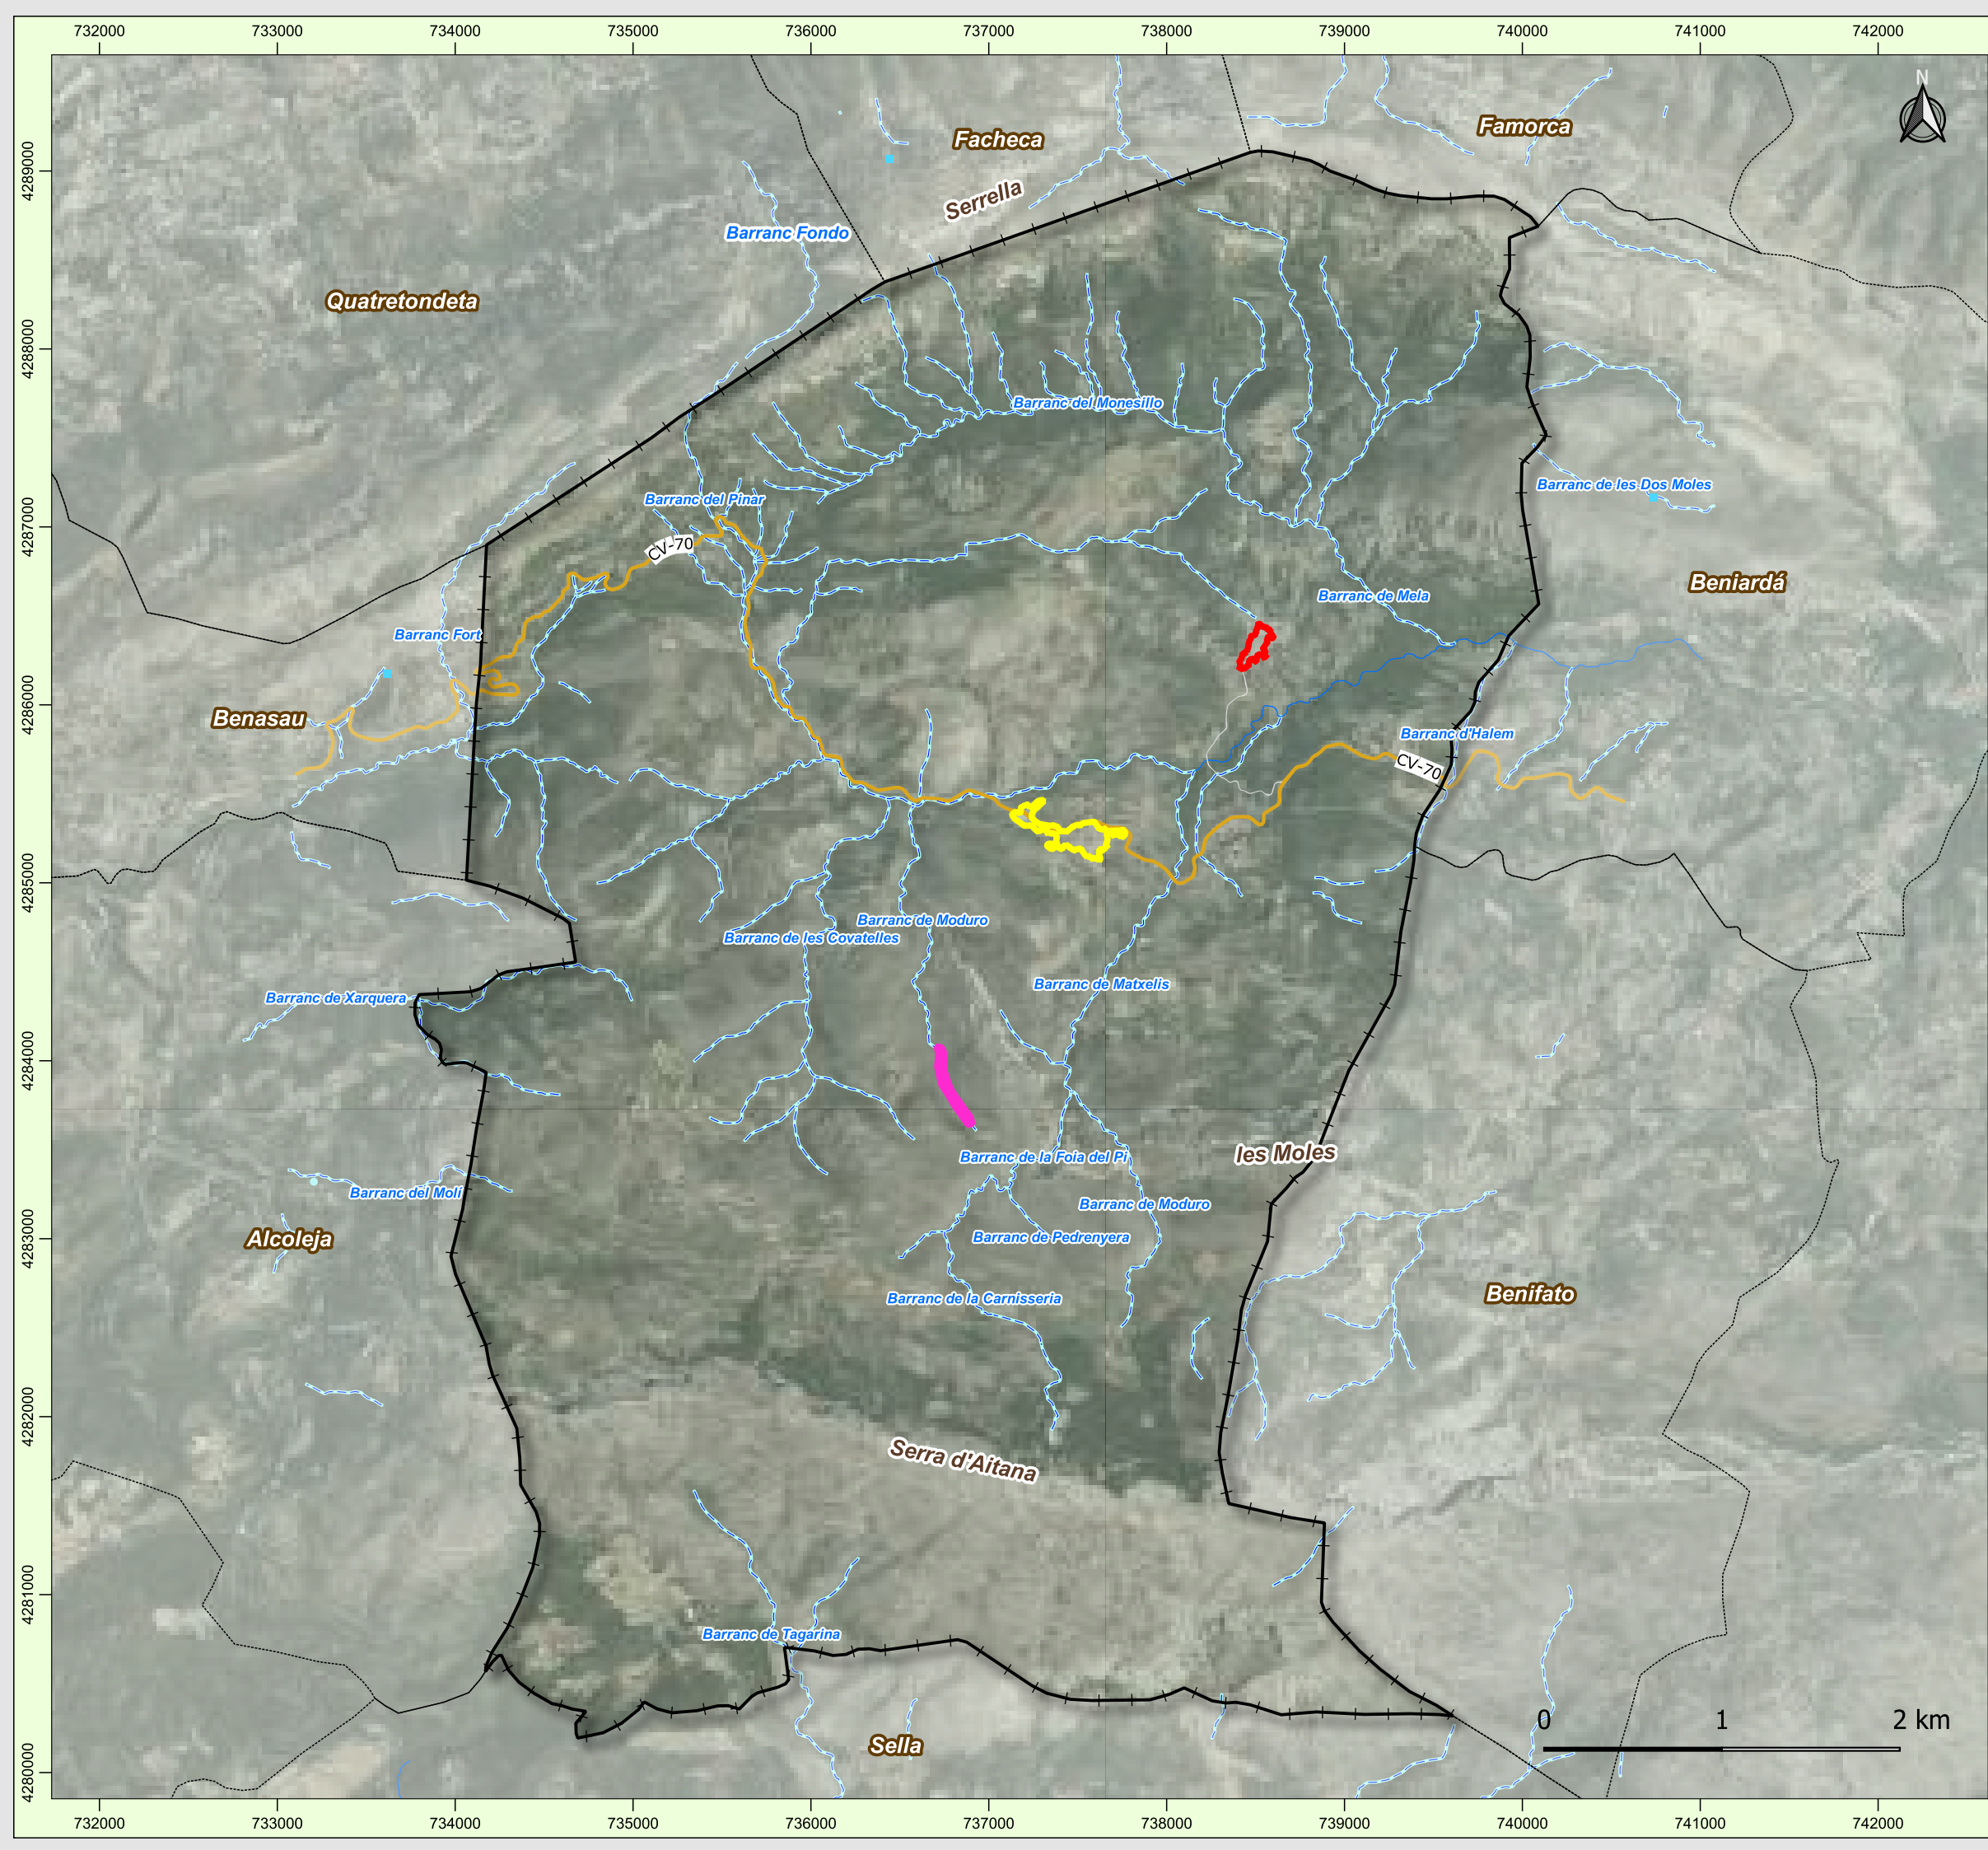 732000 733000 734000 735000 736000 737000 738000 739000 740000 741000 742000
N
Famorca
Facheca
4289000
4289000
Serrella
Barranc Fondo
Quatretondeta
4288000
Barranc del Monesillo
Barranc de les Dos Moles
Barranc del Pinar
4287000
CV-70
Beniardá
Barranc de Mela
Barranc Fort
4286000
Benasau
Barranc d'Halem
CV-70
4285000
Barranc de Moduro
Barranc de les Covatelles
Barranc de Matxelis
Barranc de Xarquera
4284000
les Moles
Barranc de la Foia del Pi
Barranc del Molí
Barranc de Moduro
4283000
Alcoleja
Barranc de Pedrenyera
Benifato
Barranc de la Carnisseria
4282000
Serra d'Aitana
4281000
Barranc de Tagarina
0 1 2 km
Sella
4280000
732000 733000 734000 735000 736000 737000 738000 739000 740000 741000 742000